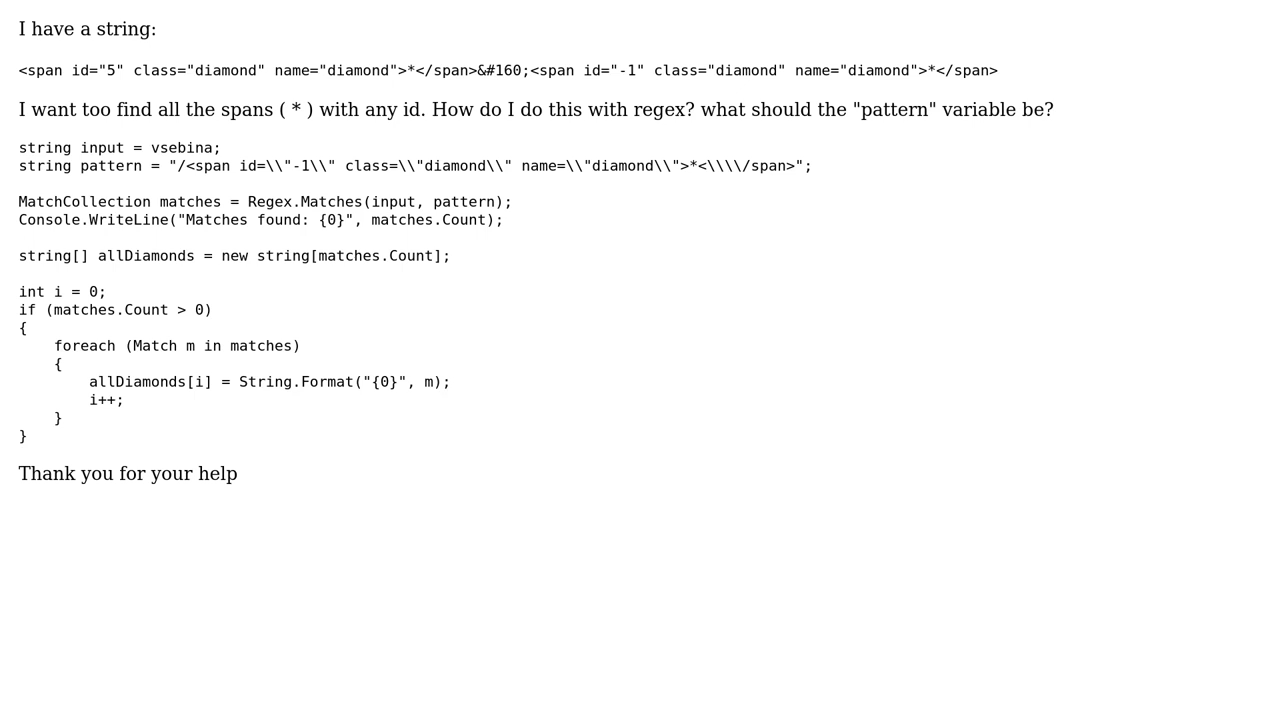 I have a string:
<span id="5" class="diamond" name="diamond">*</span>&#160;<span id="-1" class="diamond" name="diamond">*</span>
I want too find all the spans ( * ) with any id. How do I do this with regex? what should the "pattern" variable be?
string input = vsebina;
string pattern = "/<span id=\\"-1\\" class=\\"diamond\\" name=\\"diamond\\">*<\\\\/span>";
MatchCollection matches = Regex.Matches(input, pattern);
Console.WriteLine("Matches found: {0}", matches.Count);
string[] allDiamonds = new string[matches.Count];
int i = 0;
if (matches.Count > 0)
{
    foreach (Match m in matches)
    {
        allDiamonds[i] = String.Format("{0}", m);
        i++;
    }
}
Thank you for your help